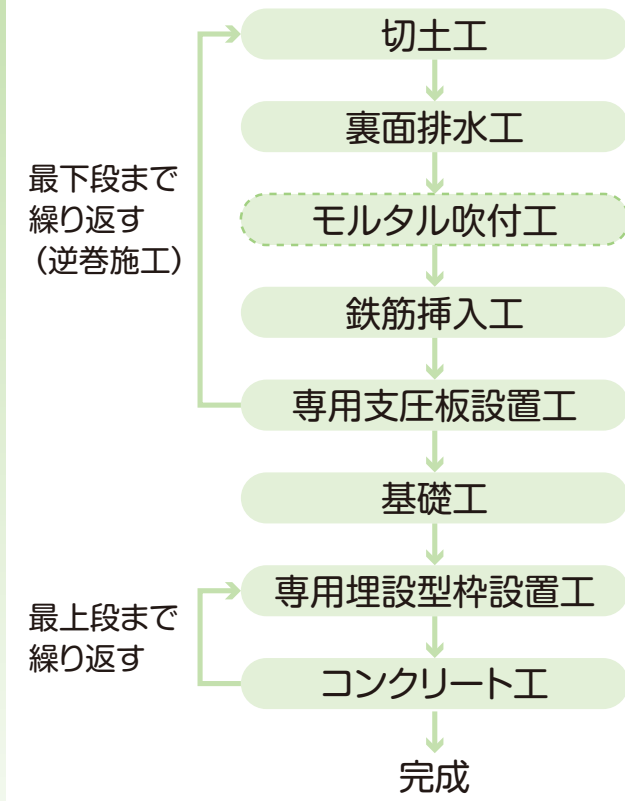 切土工
裏面排水工
最下段まで
繰り返す
（逆巻施工）
モルタル吹付工
鉄筋挿入工
専用支圧板設置工
基礎工
専用埋設型枠設置工
最上段まで
繰り返す
コンクリート工
完成